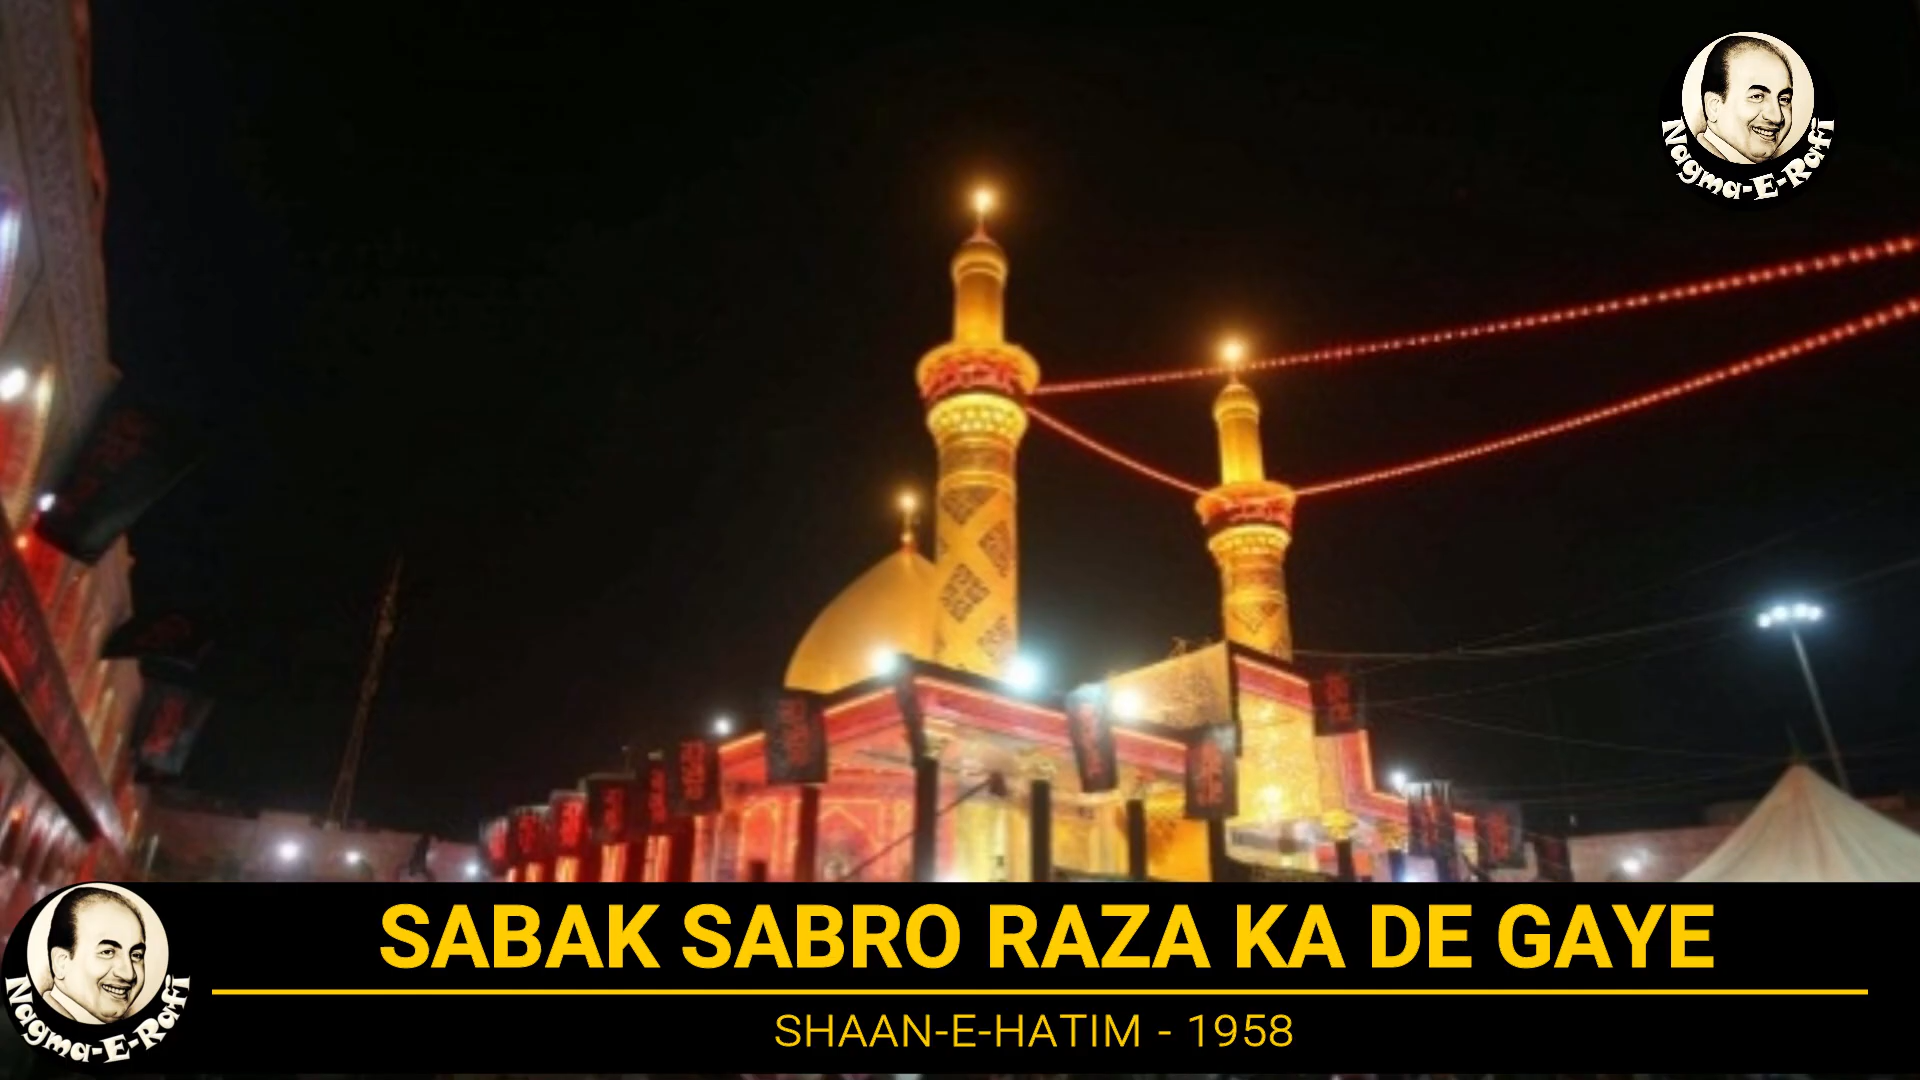 Nagma-E-Rafi
SABAK SABRO RAZA KA DE GAYE
Nagma-E-Rafi
SHAAN-E-HATIM - 1958